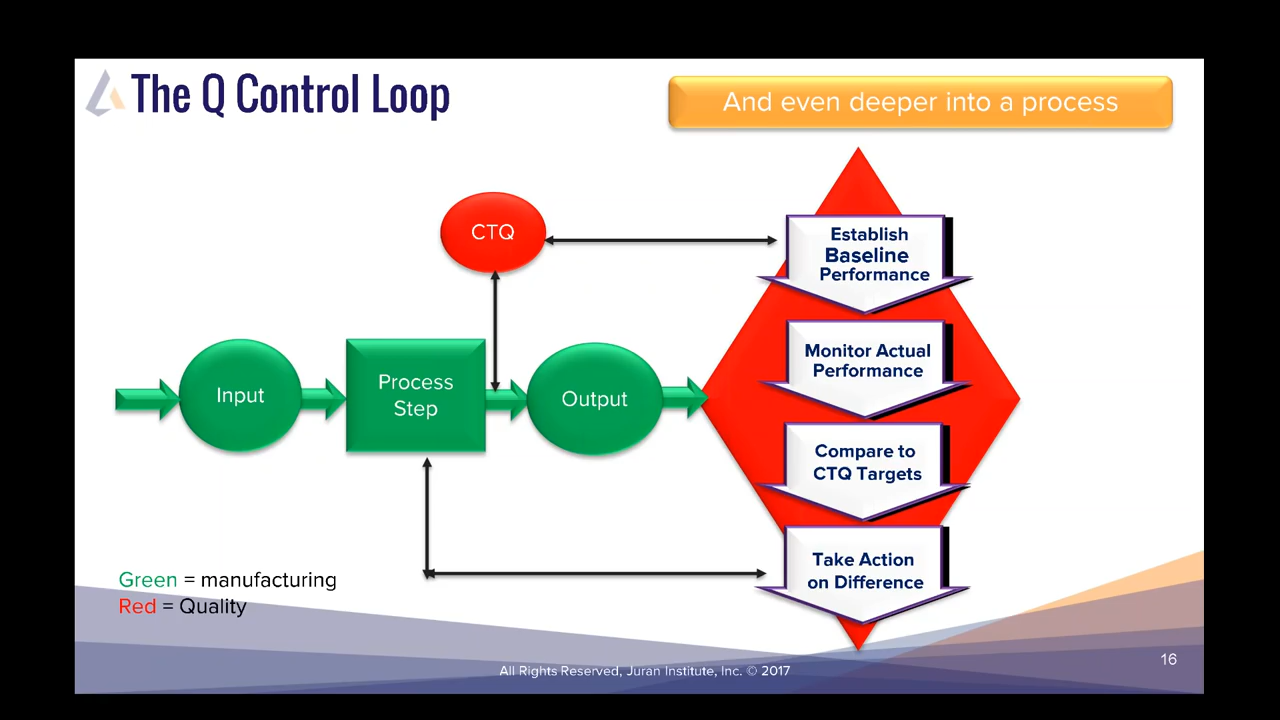 The Q Control Loop
And even deeper into a process
CTQ
Establish
Baseline
Performance
Monitor Actual
Performance
Input
Process
Step
Output
Compare to
CTQ Targets
Take Action
on Difference
Green = manufacturing
Red = Quality
All Rights Reserved, Juran Institute, Inc. © 2017
16